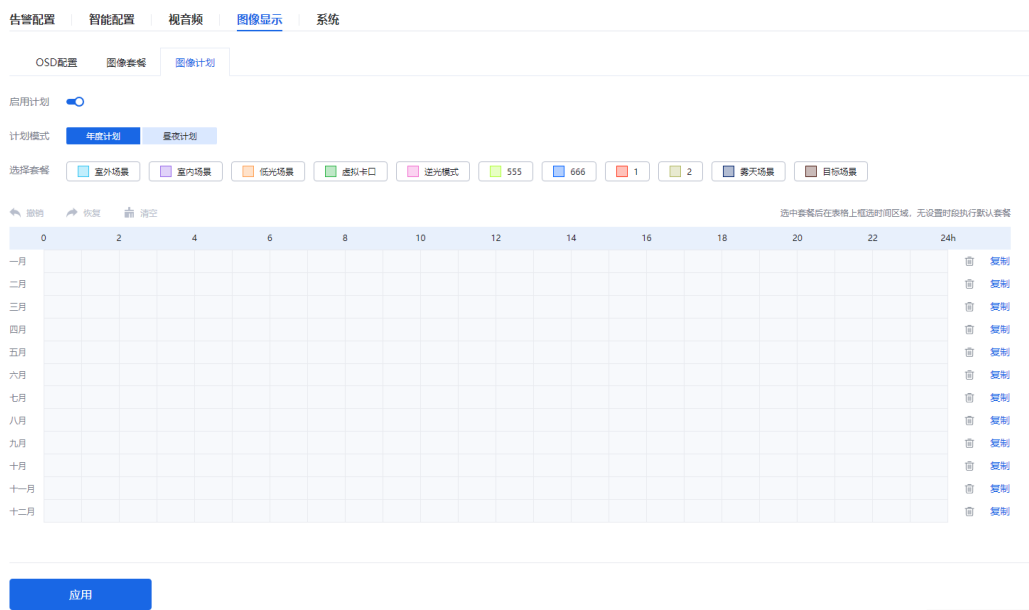 告警配置 智能配置 视音频 图像显示 系统
OSD配置 图像套餐 图像计划
启用计划
计划模式 年度计划 昼夜计划
选择套餐 室外场景 室内场景 低光场景 虚拟卡口 逆光模式 555 666 1 2 雾天场景 目标场景
撤销 恢复 清空 选中套餐后在表格上框选时间区域，无设置时段执行默认套餐
0 2 4 6 8 10 12 14 16 18 20 22 24h
一月 复制
二月 复制
三月 复制
四月 复制
五月 复制
六月 复制
七月 复制
八月 复制
九月 复制
十月 复制
十一月 复制
十二月 复制
应用